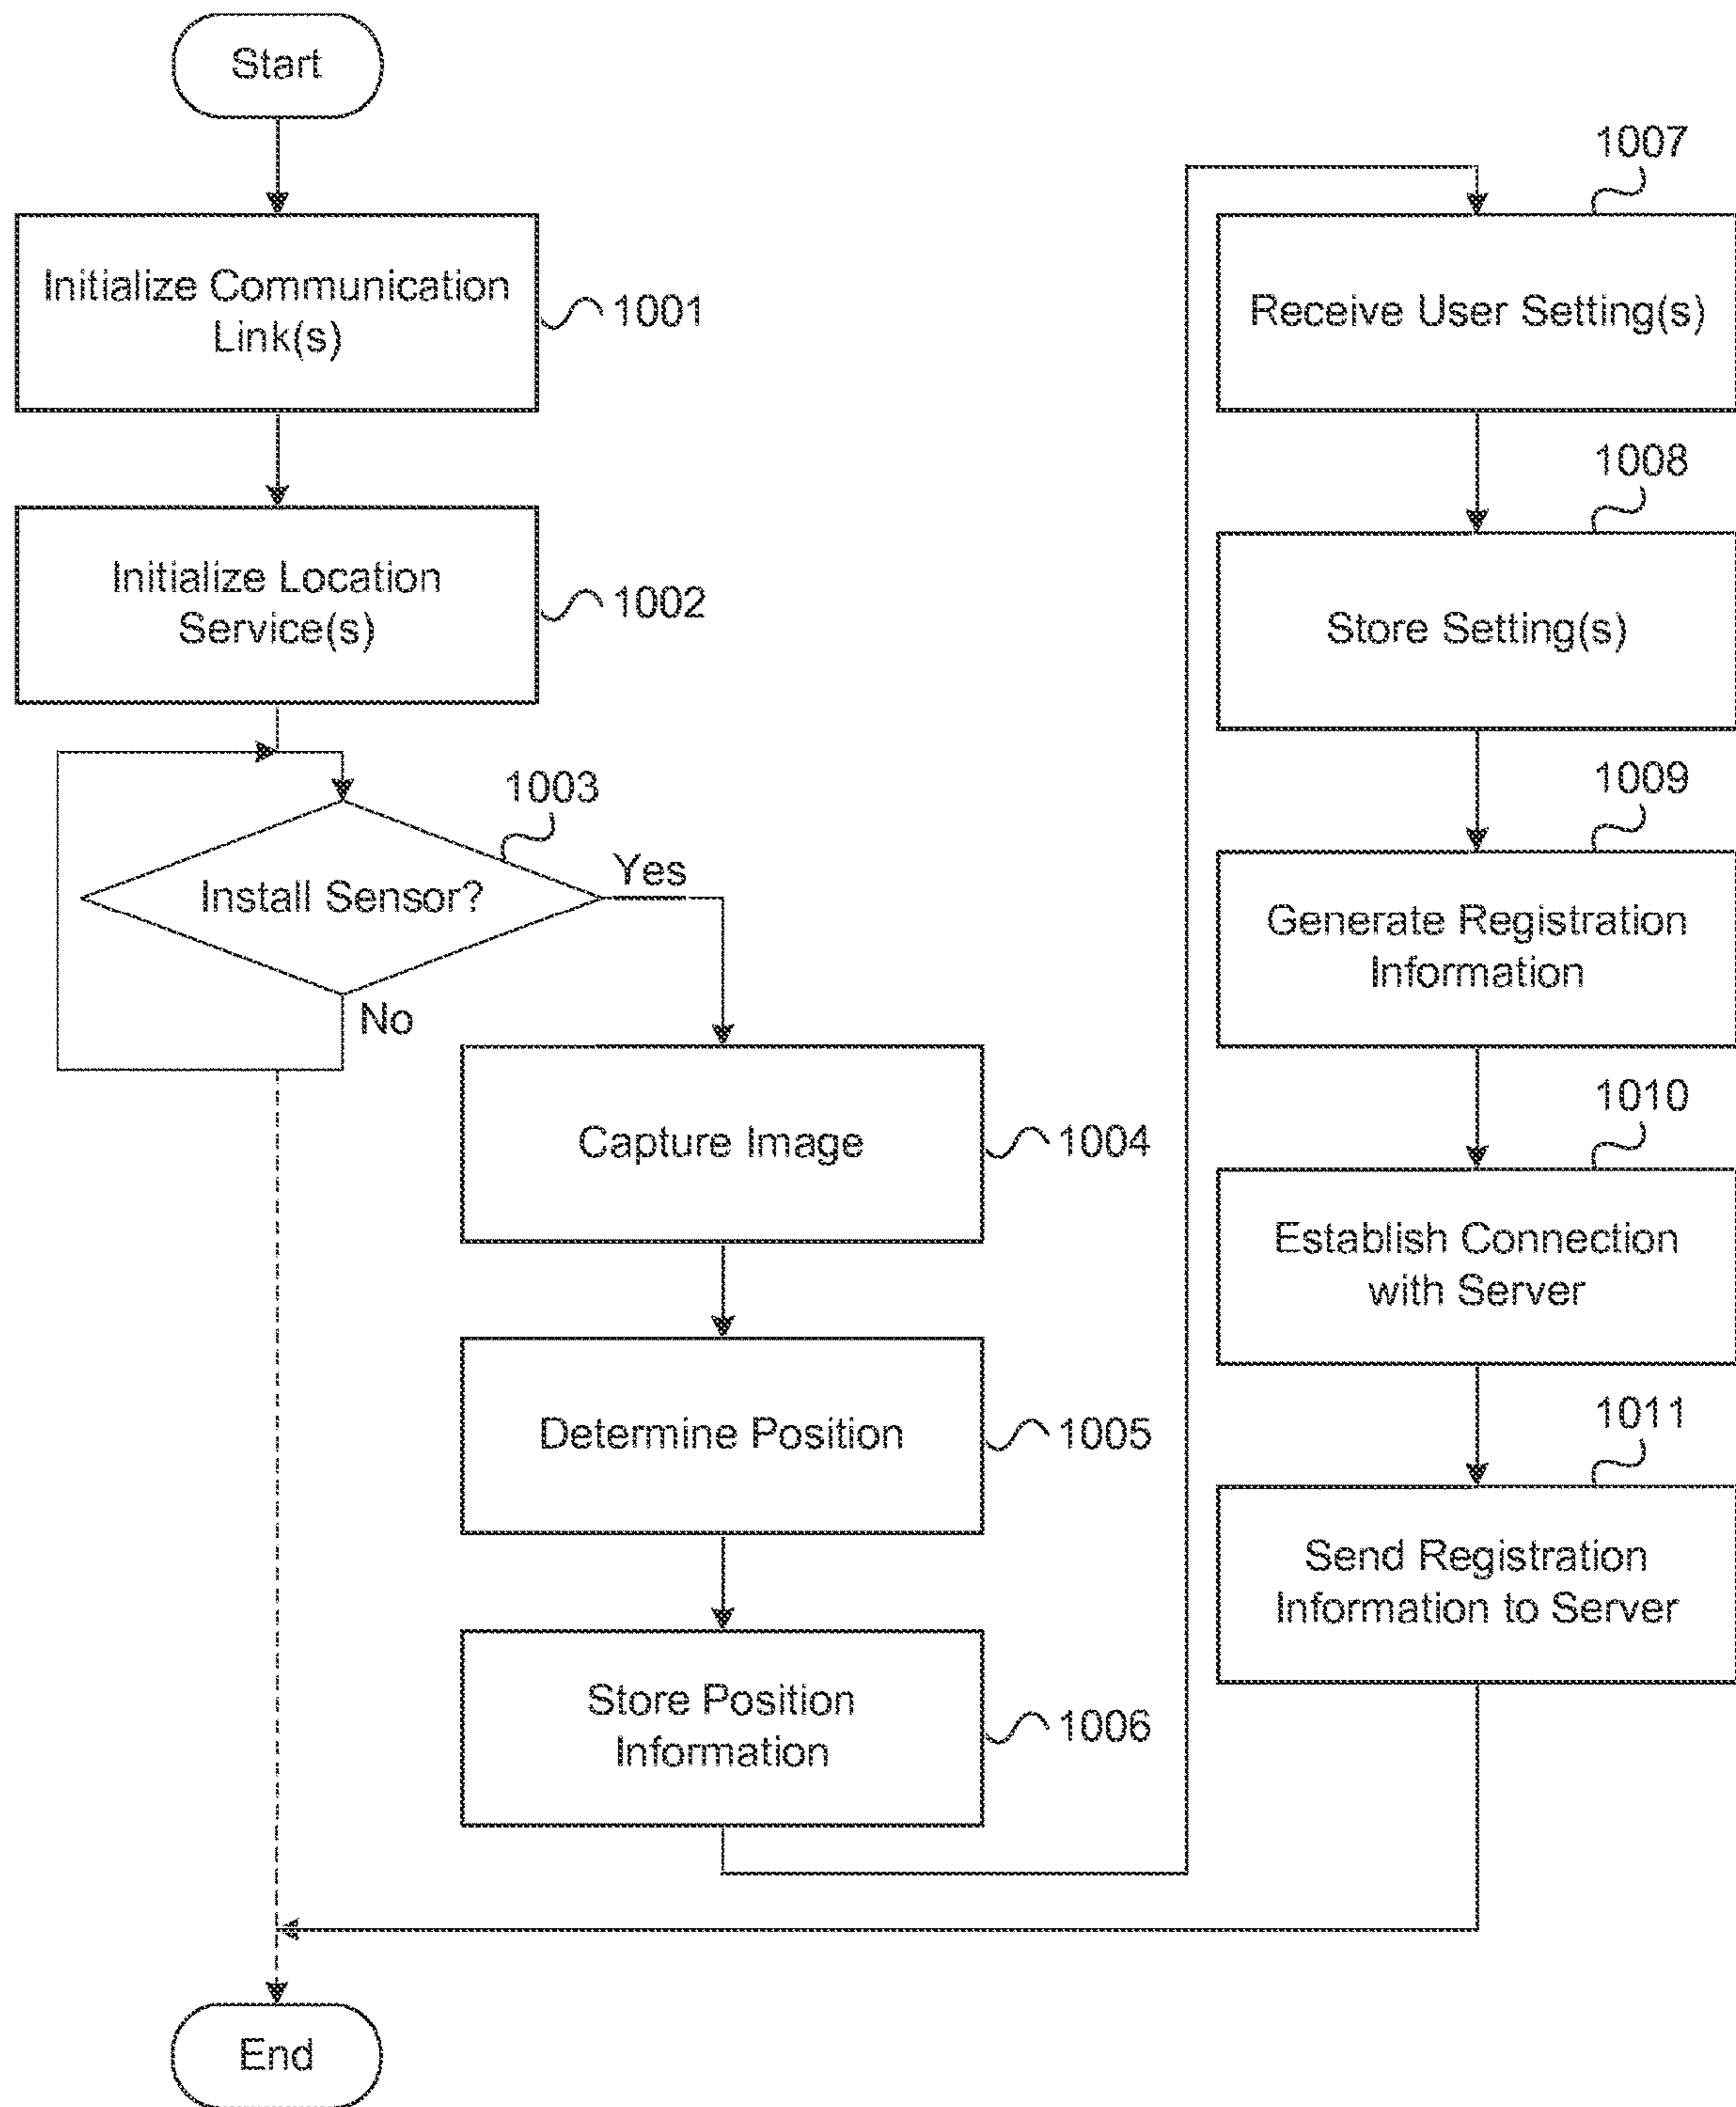 Start
Initialize Communication
Link(s)
1001
Initialize Location
Service(s)
1002
1003
Install Sensor?
Yes
No
Capture Image
1004
Determine Position
1005
Store Position
Information
1006
1007
Receive User Setting(s)
1008
Store Setting(s)
1009
Generate Registration
Information
1010
Establish Connection
with Server
1011
Send Registration
Information to Server
End